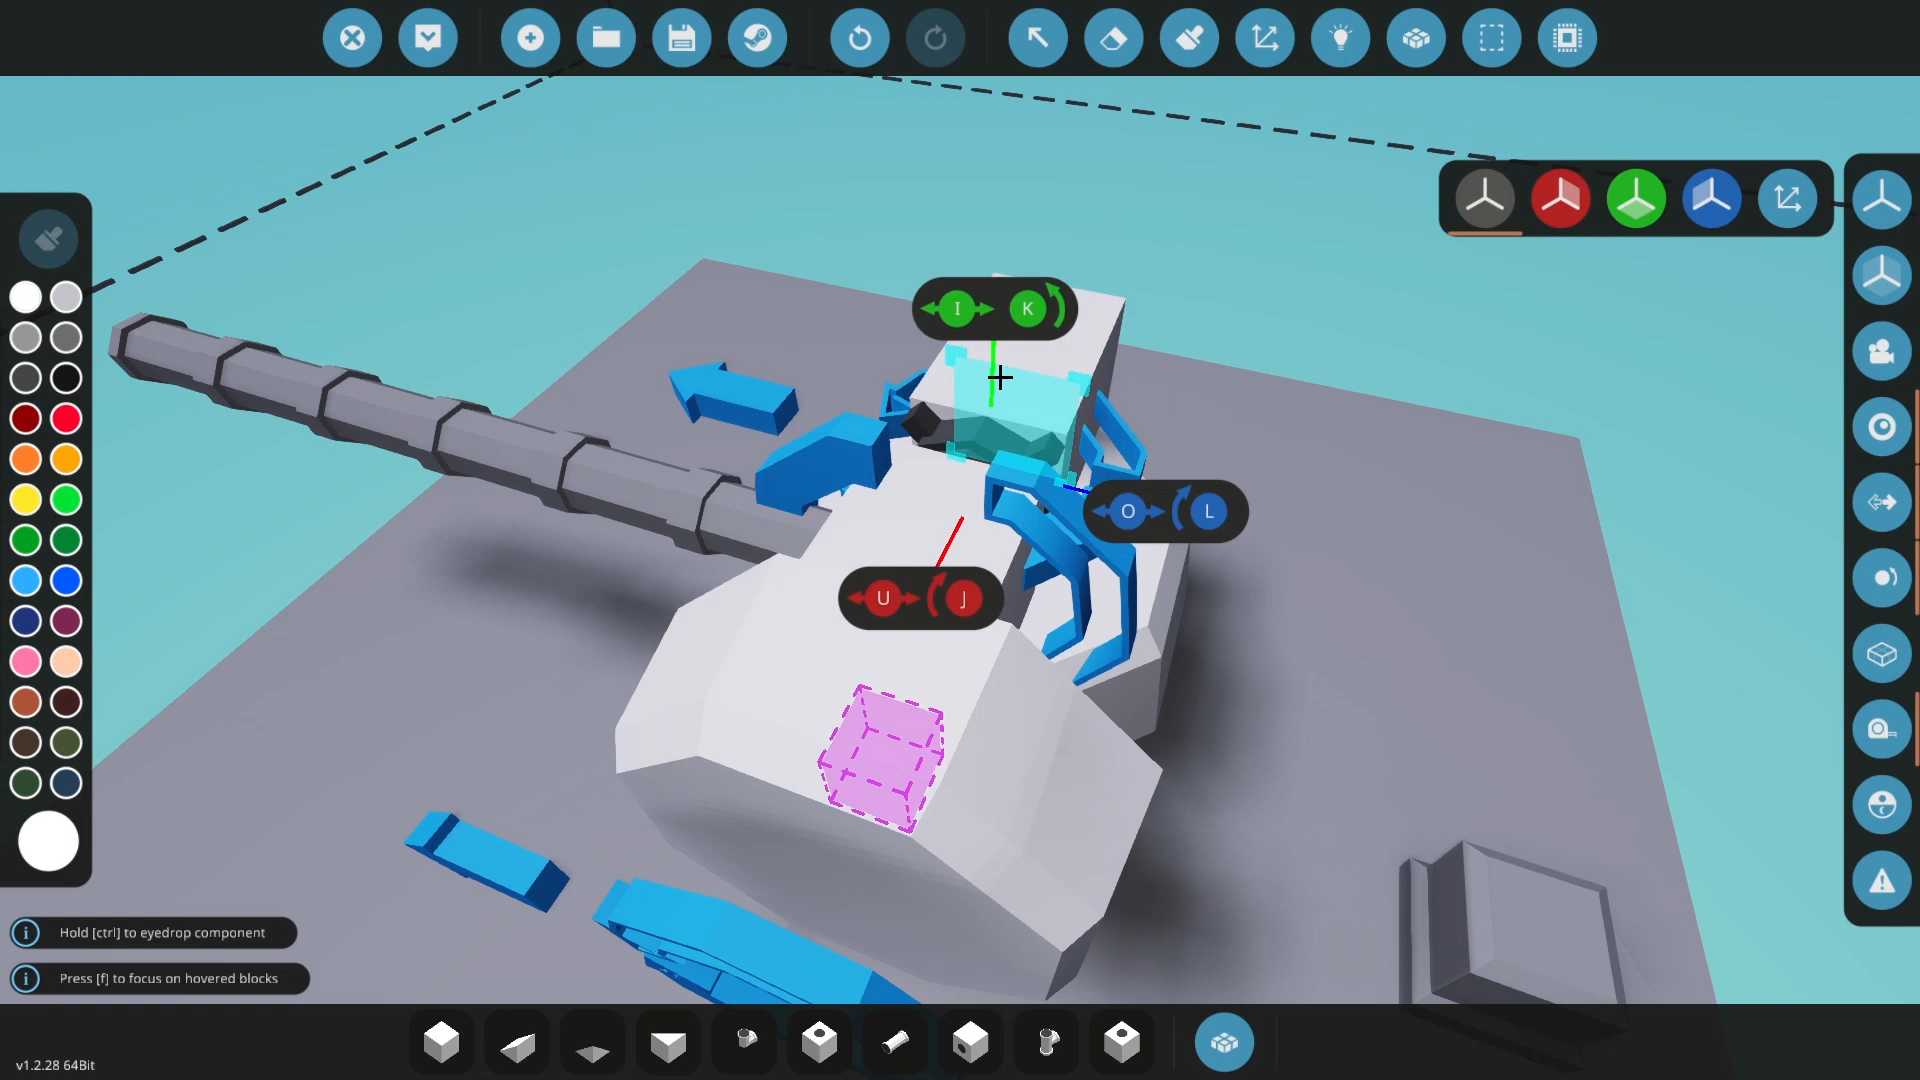 I K
O L
U J
Hold [ctrl] to eyedrop component
Press [f] to focus on hovered blocks
v1.2.28 64Bit